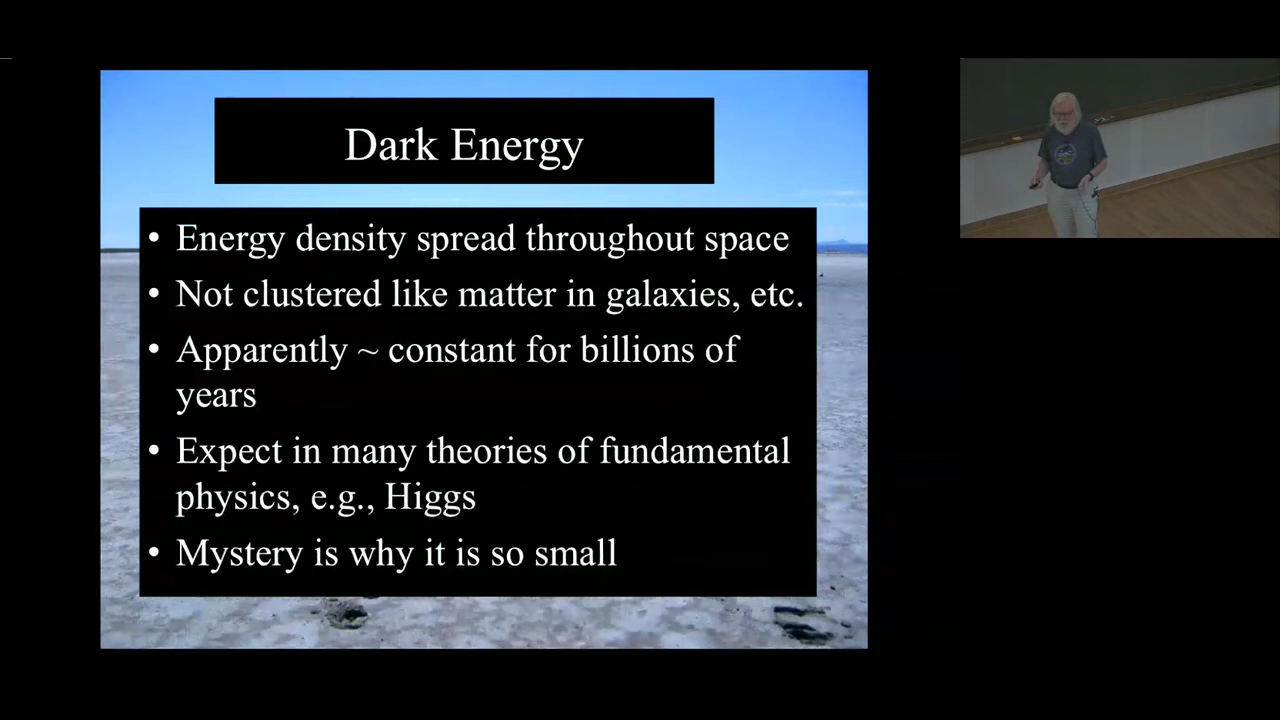 Dark Energy
• Energy density spread throughout space
• Not clustered like matter in galaxies, etc.
• Apparently ~ constant for billions of
years
• Expect in many theories of fundamental
physics, e.g., Higgs
• Mystery is why it is so small